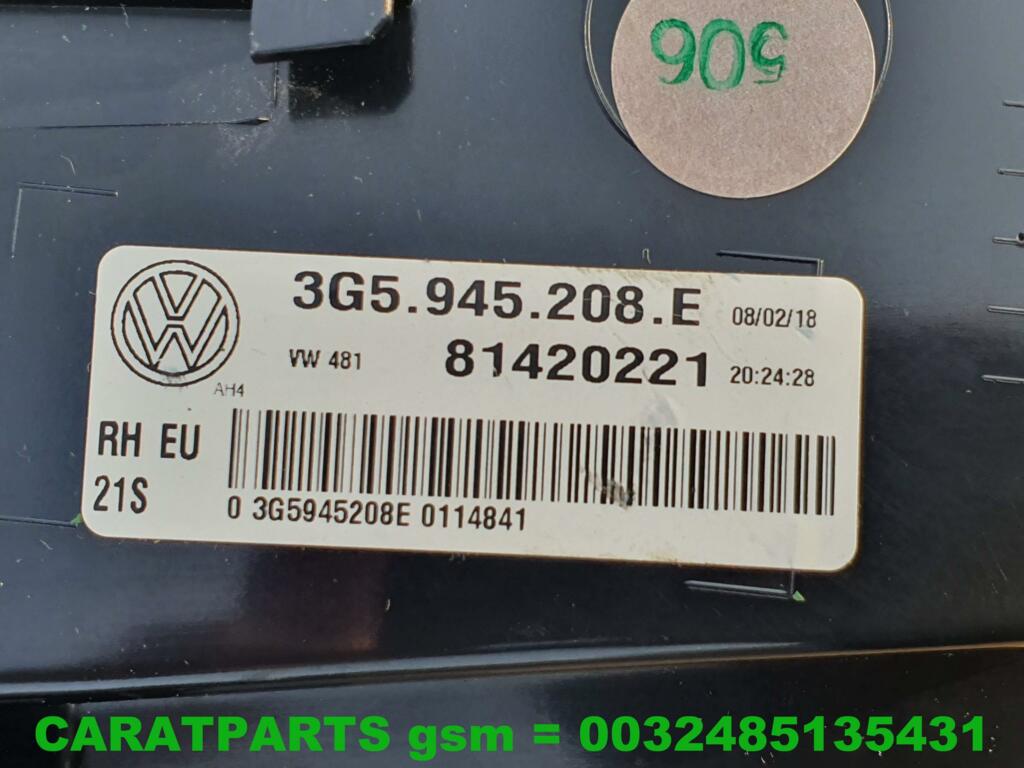 506
3G5.945.208.E 08/02/18
VW 481 81420221 20:24:28
AH4
RH EU
21S
0 3G5945208E 0114841
CARATPARTS gsm = 0032485135431